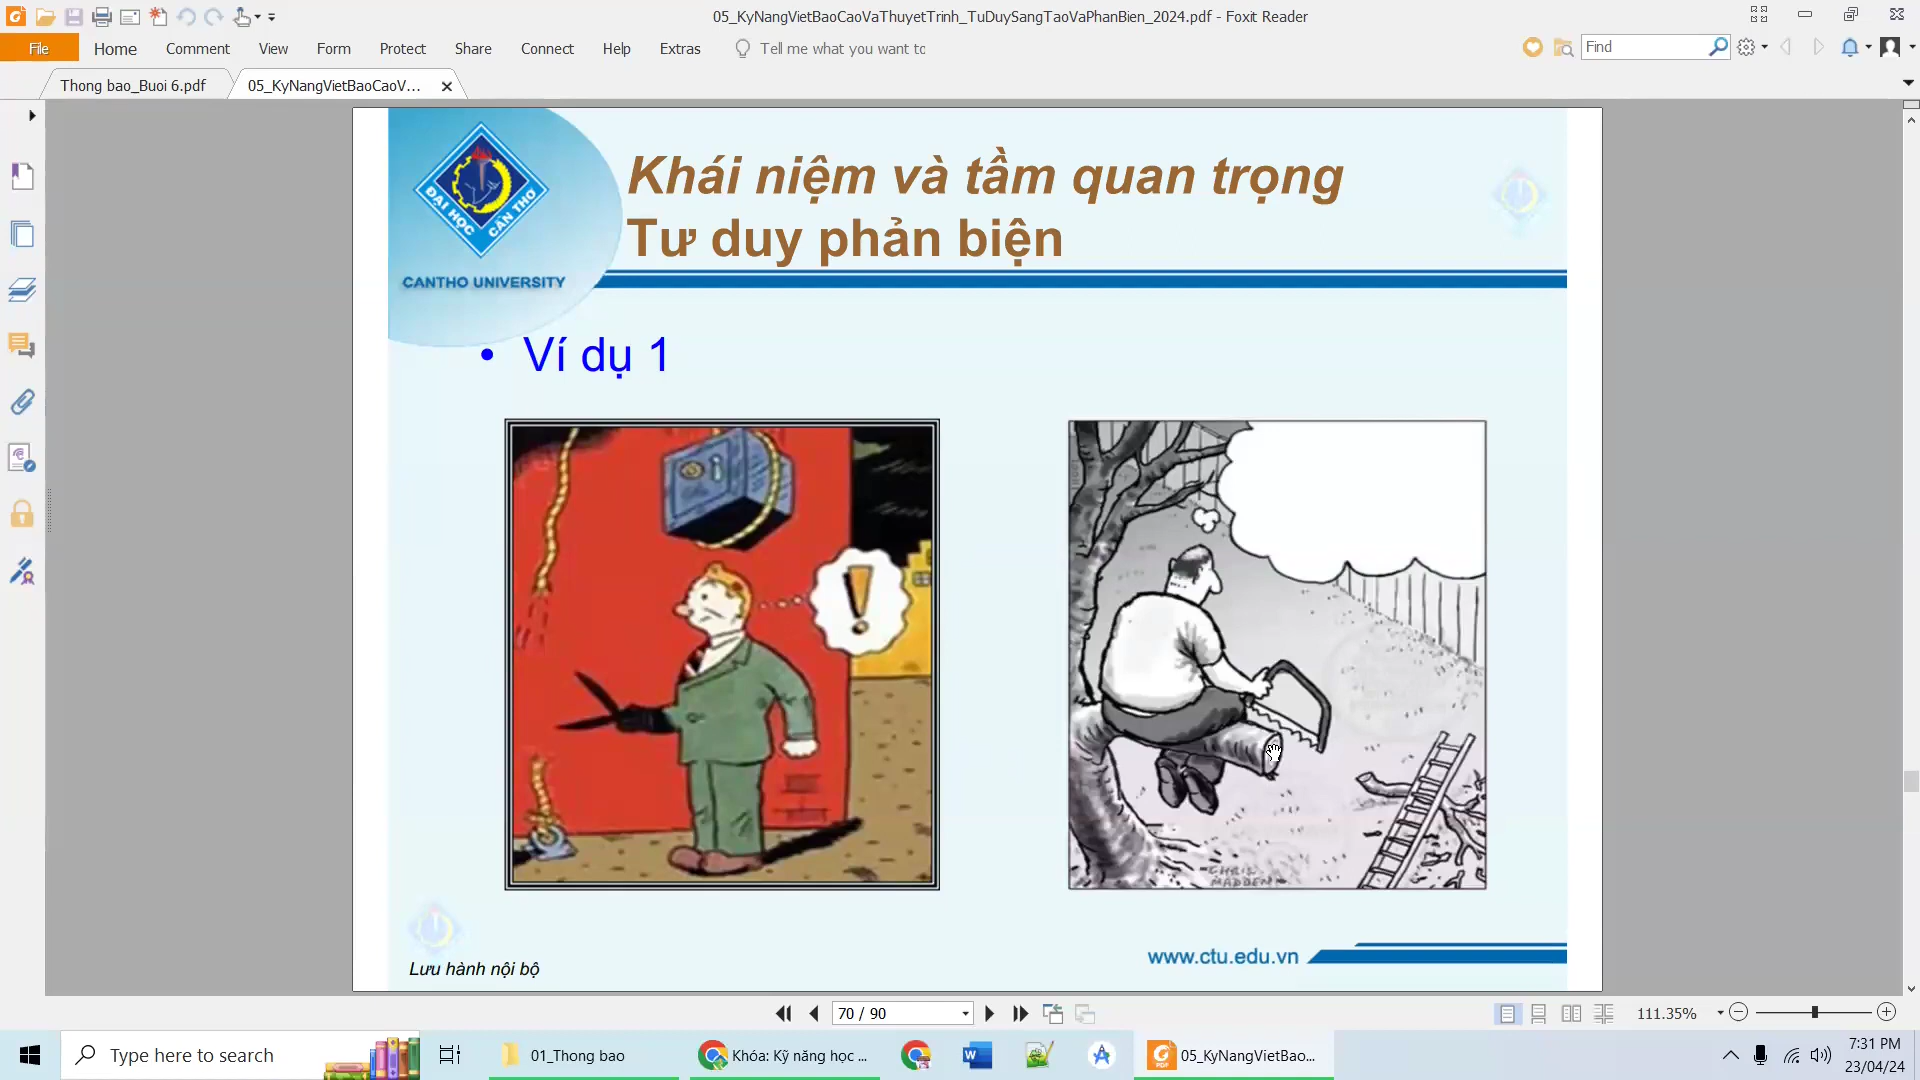 05_KyNangVietBaoCaoVaThuyetTrinh_TuDuySangTaoVaPhanBien_2024.pdf - Foxit Reader
File Home Comment View Form Protect Share Connect Help Extras Tell me what you want to Find
Thong bao_Buoi 6.pdf 05_KyNangVietBaoCaoV...
ĐẠI HỌC CẦN THƠ
CANTHO UNIVERSITY
Khái niệm và tầm quan trọng
Tư duy phản biện
• Ví dụ 1
!
CHRIS
MADDEN
Lưu hành nội bộ
www.ctu.edu.vn
70 / 90
111.35%
Type here to search
01_Thong bao
Khóa: Kỹ năng học ...
05_KyNangVietBao...
7:31 PM
23/04/24